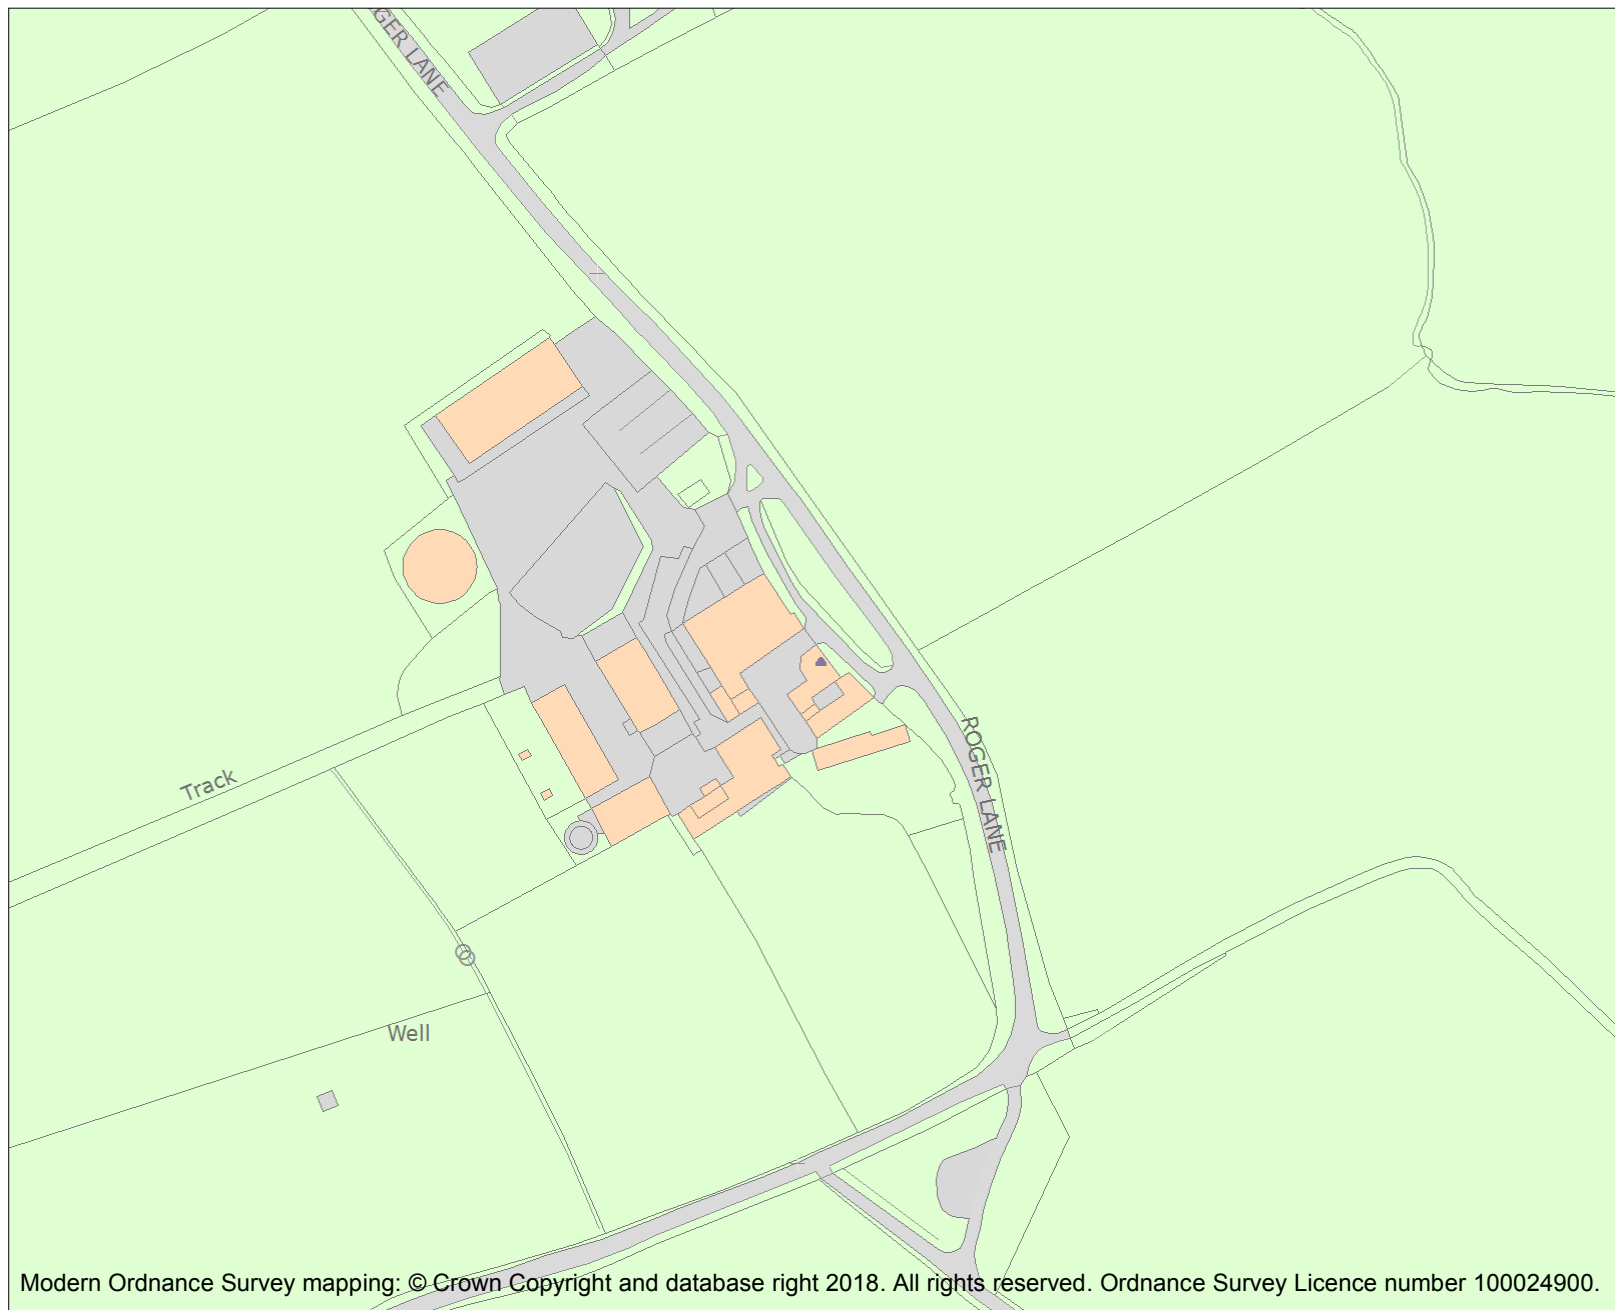 GER LANE
Track
ROGER LANE
Well
Modern Ordnance Survey mapping: © Crown Copyright and database right 2018. All rights reserved. Ordnance Survey Licence number 100024900.